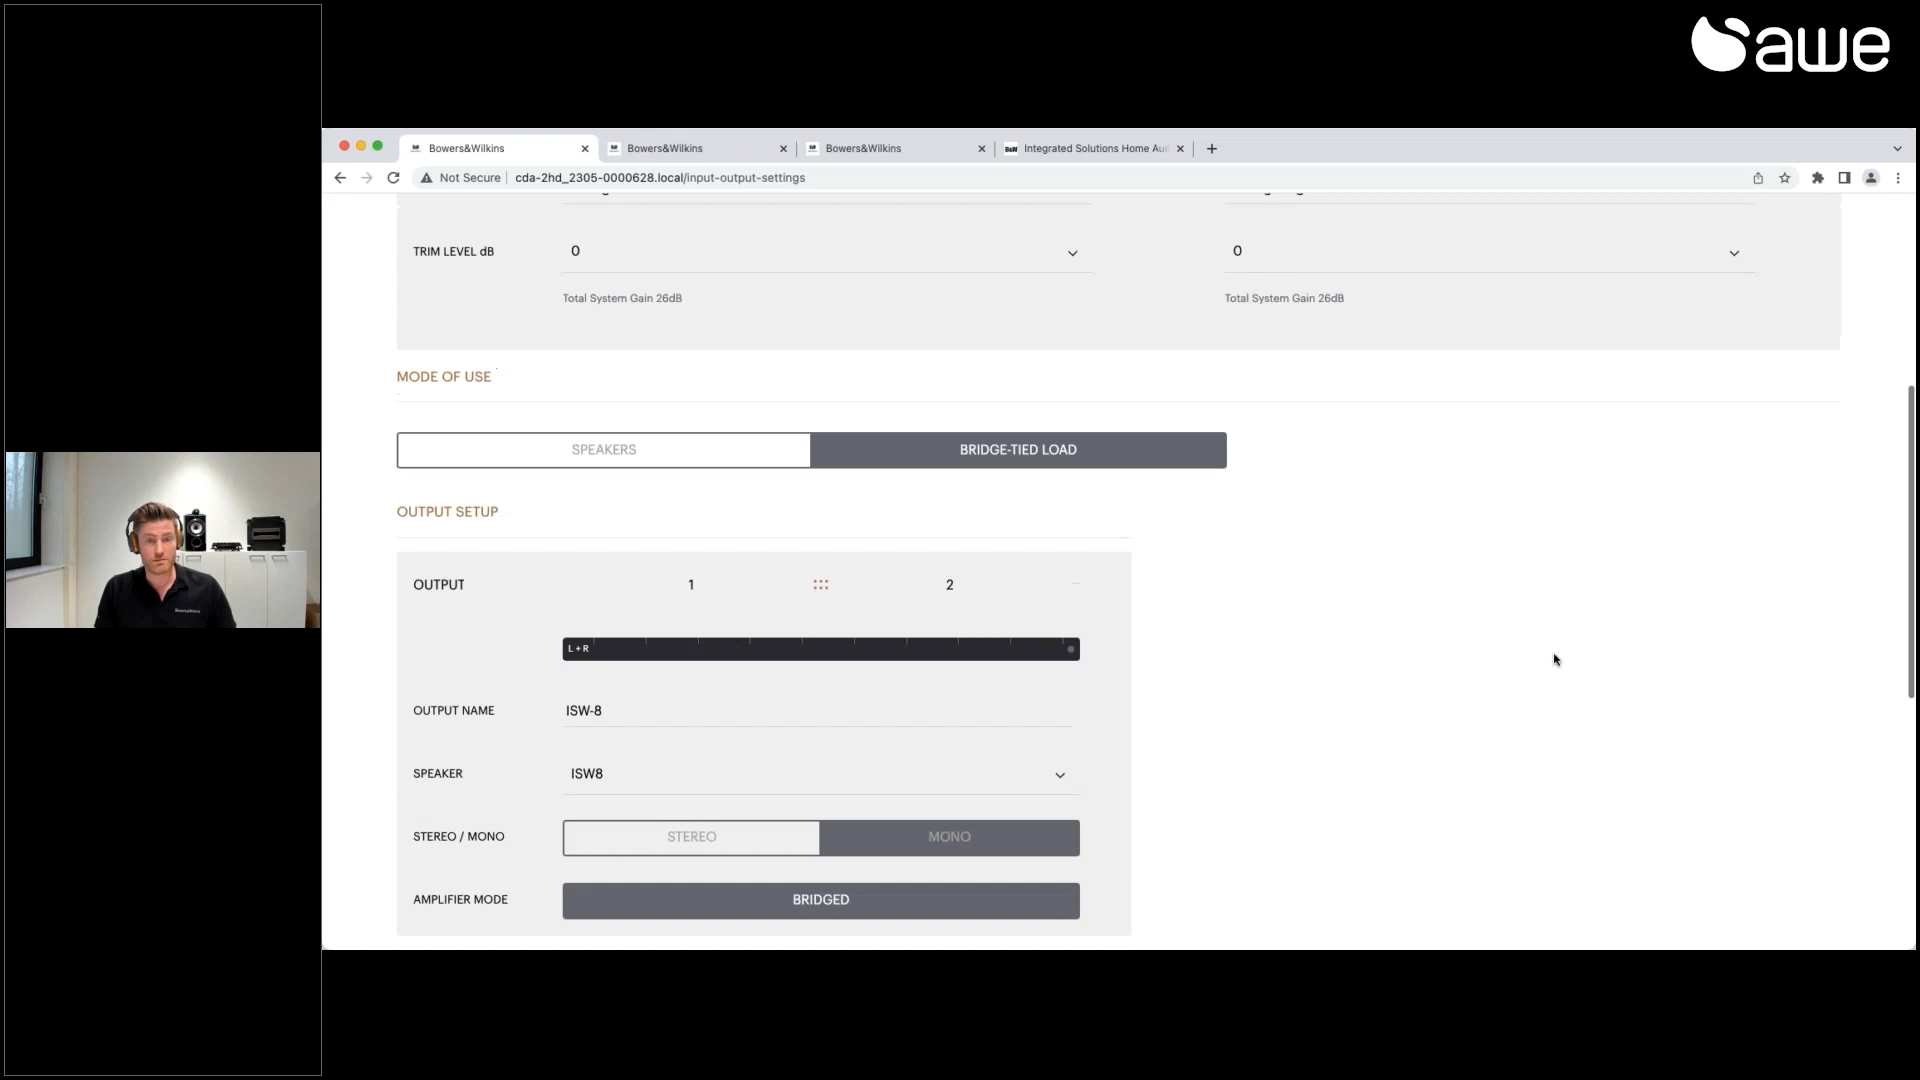 awe
Bowers&Wilkins
Bowers&Wilkins
Bowers&Wilkins
B&W Integrated Solutions Home Au
Not Secure cda-2hd_2305-0000628.local/input-output-settings
TRIM LEVEL dB 0 0
Total System Gain 26dB Total System Gain 26dB
MODE OF USE
SPEAKERS BRIDGE-TIED LOAD
OUTPUT SETUP
OUTPUT 1 2
L+R
OUTPUT NAME ISW-8
SPEAKER ISW8
STEREO / MONO STEREO MONO
AMPLIFIER MODE BRIDGED